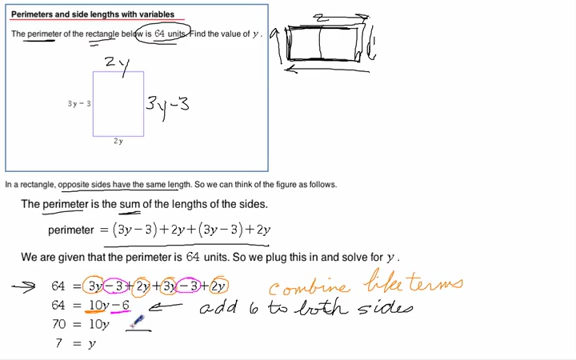 Perimeters and side lengths with variables
The perimeter of the rectangle below is 64 units. Find the value of y.
2
2y
3y − 3
3y−3
2y
In a rectangle, opposite sides have the same length. So we can think of the figure as follows.
The perimeter is the sum of the lengths of the sides.
perimeter = (3y − 3) + 2y + (3y − 3) + 2y
We are given that the perimeter is 64 units. So we plug this in and solve for y.
64 = 3y − 3 + 2y + 3y − 3 + 2y combine like terms
64 = 10y − 6 add 6 to both sides
70 = 10y
7 = y